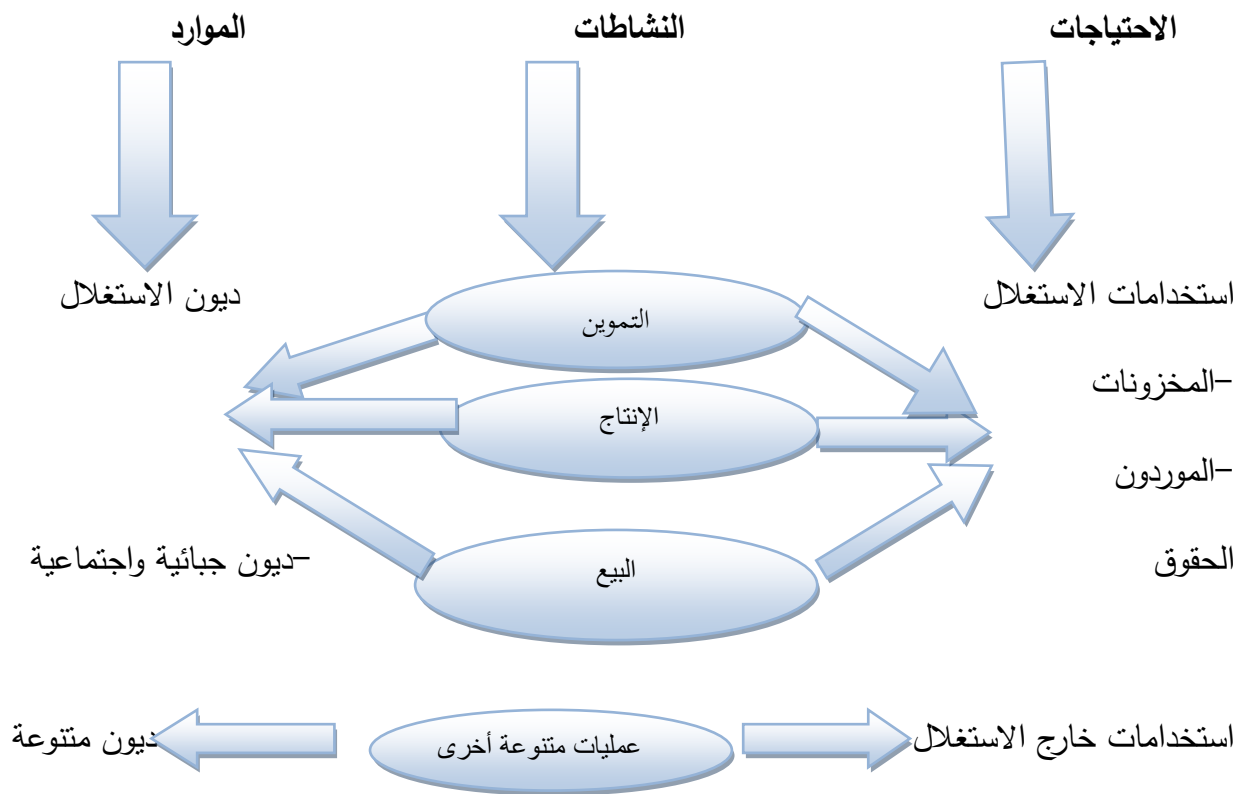 الاحتياجات
النشاطات
الموارد
استخدامات الاستغلال
التموين
ديون الاستغلال
-المخزونات
الإنتاج
-الموردون
الحقوق
البيع
-ديون جبائية واجتماعية
استخدامات خارج الاستغلال
عمليات متنوعة أخرى
ديون متنوعة